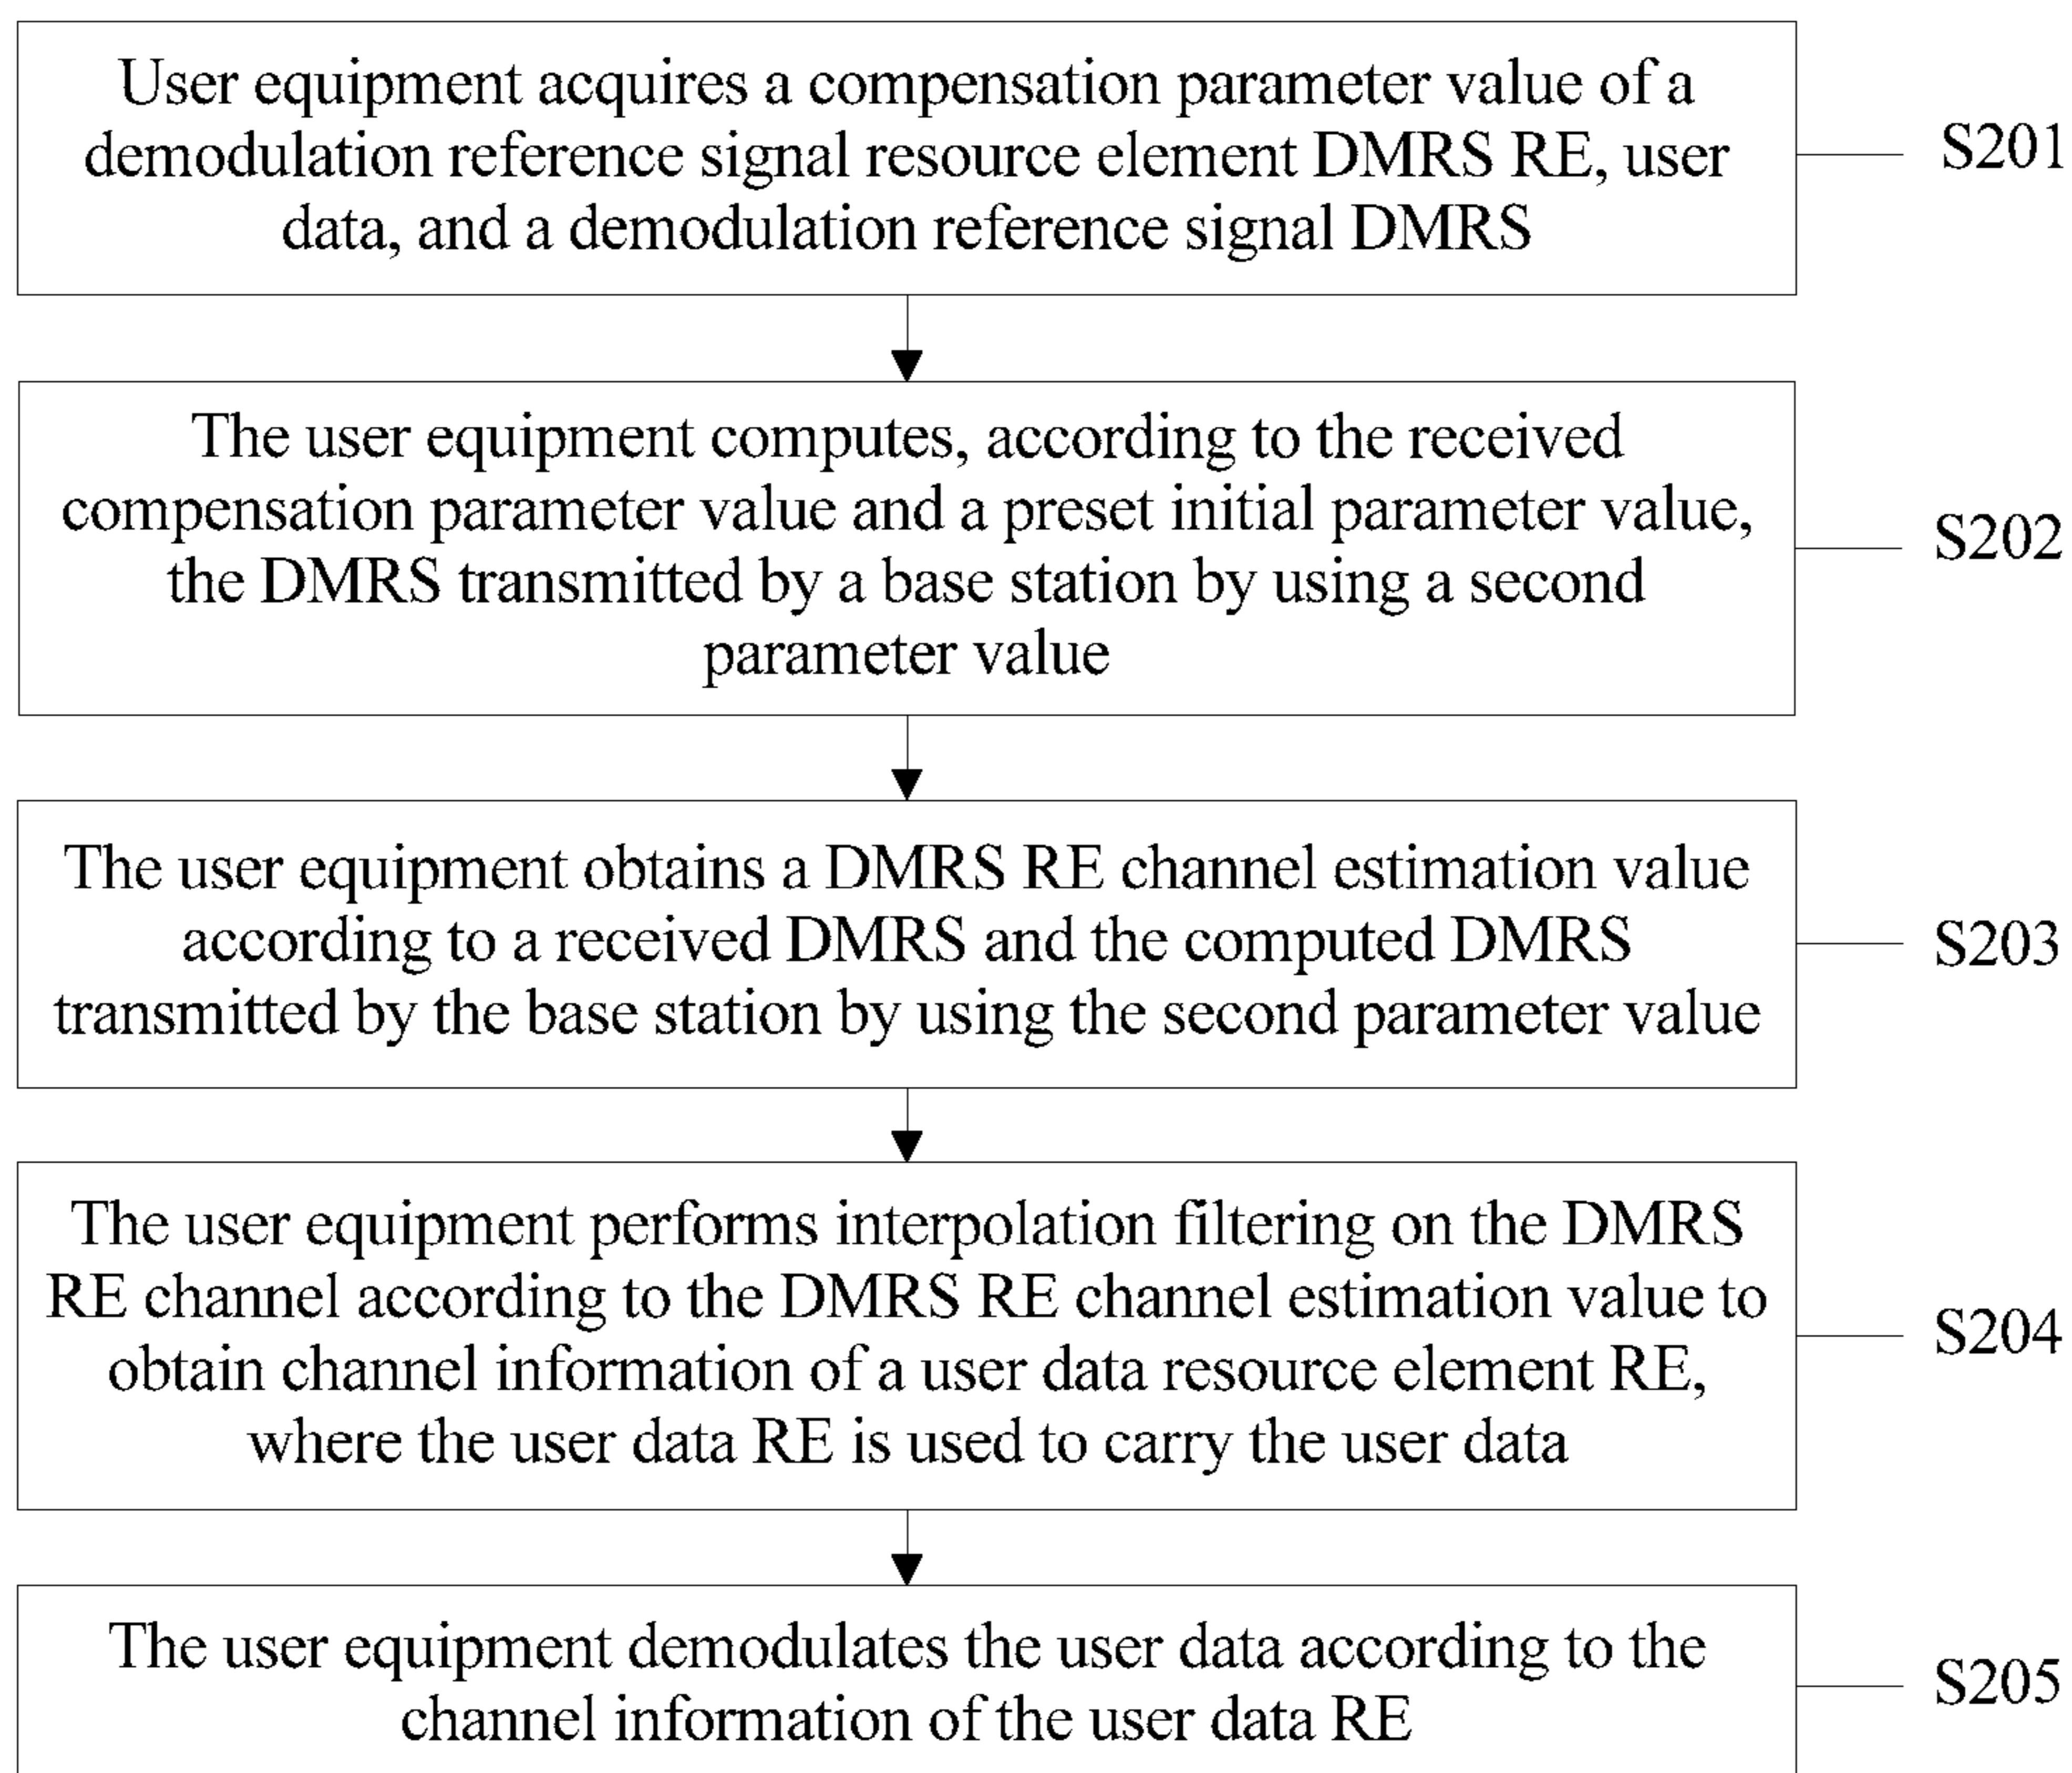 User equipment acquires a compensation parameter value of a
demodulation reference signal resource element DMRS RE, user
data, and a demodulation reference signal DMRS
S201
The user equipment computes, according to the received
compensation parameter value and a preset initial parameter value,
the DMRS transmitted by a base station by using a second
parameter value
S202
The user equipment obtains a DMRS RE channel estimation value
according to a received DMRS and the computed DMRS
transmitted by the base station by using the second parameter value
S203
The user equipment performs interpolation filtering on the DMRS
RE channel according to the DMRS RE channel estimation value to
obtain channel information of a user data resource element RE,
where the user data RE is used to carry the user data
S204
The user equipment demodulates the user data according to the
channel information of the user data RE
S205